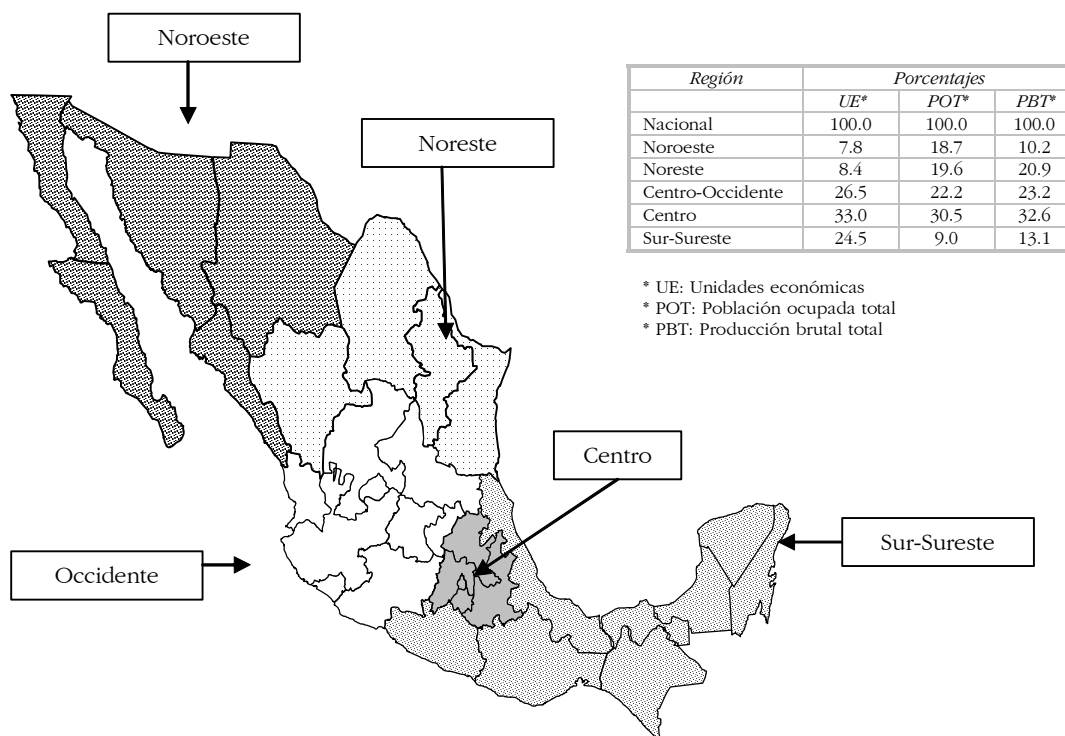 Noroeste
Noreste
Región Porcentajes
UE* POT* PBT*
Nacional 100.0 100.0 100.0
Noroeste 7.8 18.7 10.2
Noreste 8.4 19.6 20.9
Centro-Occidente 26.5 22.2 23.2
Centro 33.0 30.5 32.6
Sur-Sureste 24.5 9.0 13.1
* UE: Unidades económicas
* POT: Población ocupada total
* PBT: Producción brutal total
Centro
Sur-Sureste
Occidente